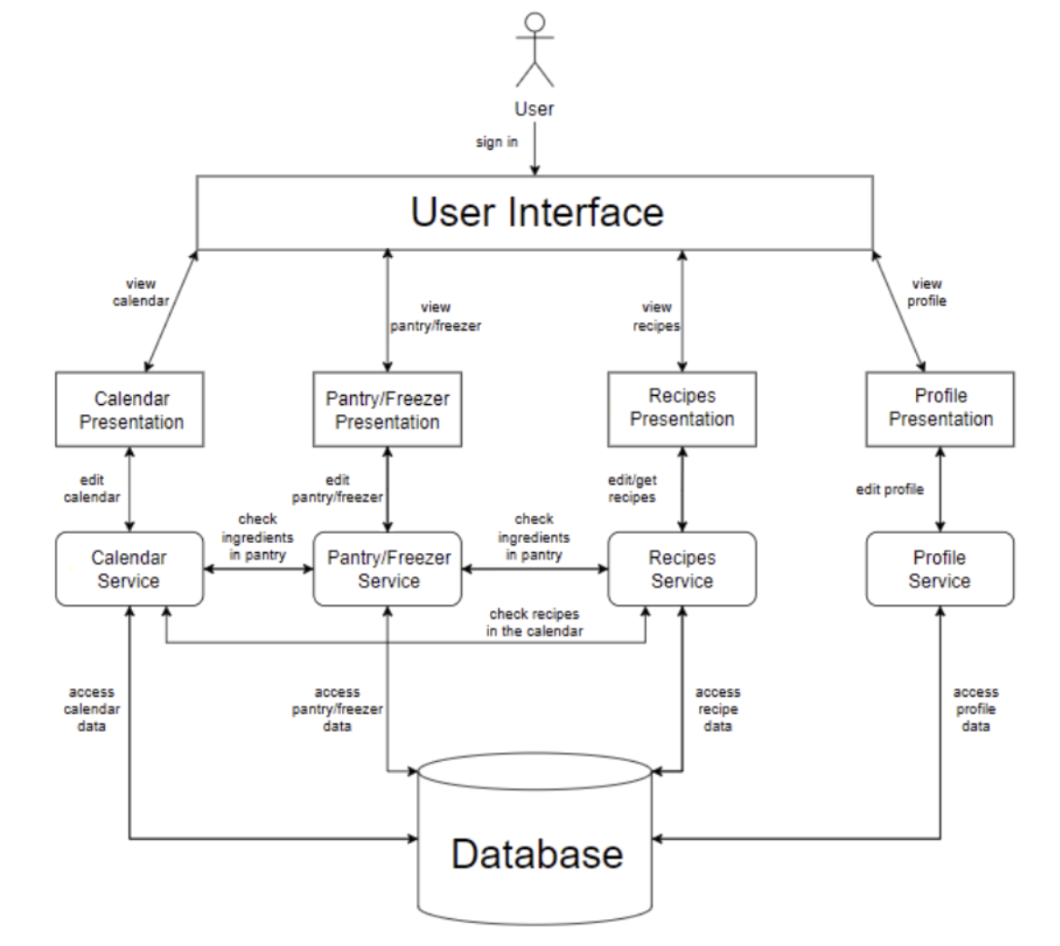 User
sign in
User Interface
view
calendar
view
pantry/freezer
view
recipes
view
profile
Calendar
Presentation
Pantry/Freezer
Presentation
Recipes
Presentation
Profile
Presentation
edit
calendar
edit
pantry/freezer
edit/get
recipes
edit profile
check
ingredients
in pantry
check
ingredients
in pantry
Calendar
Service
Pantry/Freezer
Service
Recipes
Service
Profile
Service
check recipes
in the calendar
access
calendar
data
access
pantry/freezer
data
access
recipe
data
access
profile
data
Database